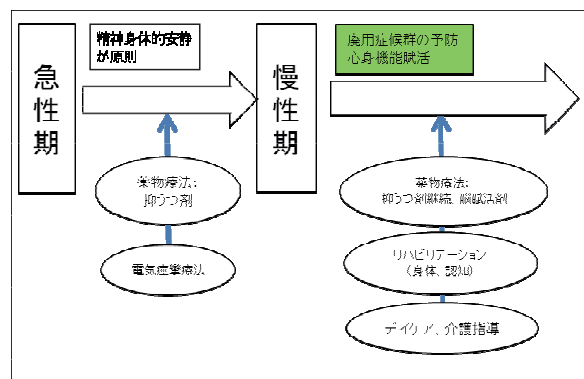 急性期
精神身体的安静
が原則
薬物療法:
抑うつ剤
電気痙攣療法
慢性期
廃用症候群の予防
心身機能賦活
薬物療法:
抑うつ剤継続、脳賦活剤
リハビリテーション
(身体、認知)
デイケア、介護指導